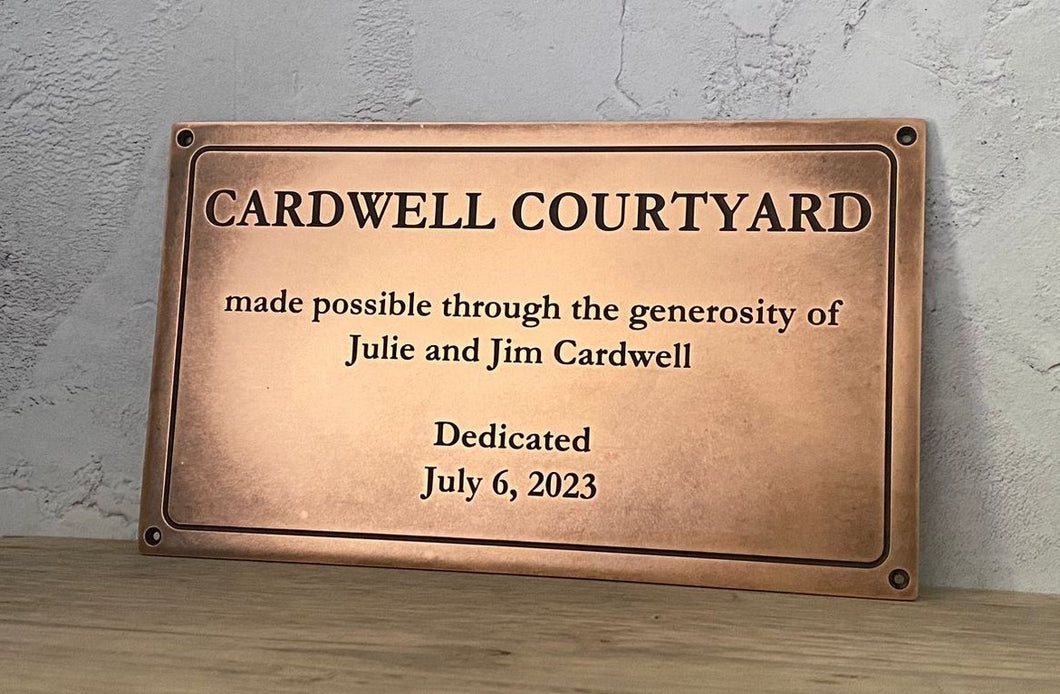 CARDWELL COURTYARD
made possible through the generosity of
Julie and Jim Cardwell
Dedicated
July 6, 2023